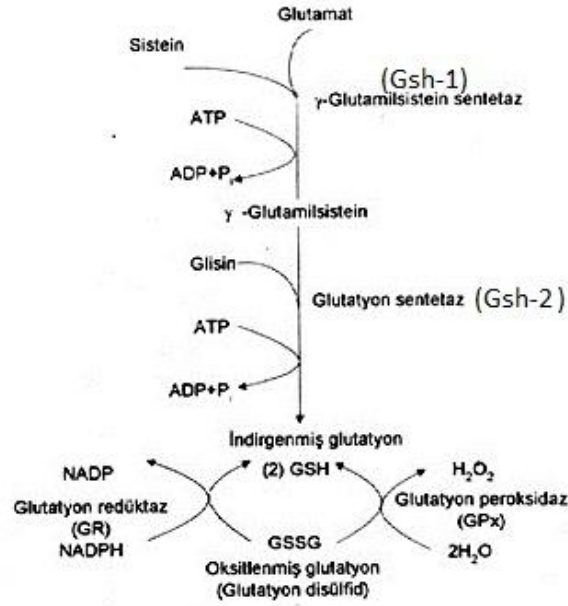 Glutamat
Sistein
(Gsh-1)
γ-Glutamilsistein sentetaz
ATP
ADP+Pi
γ -Glutamilsistein
Glisin
Glutatyon sentetaz (Gsh-2)
ATP
ADP+Pi
İndirgenmiş glutatyon
NADP
(2) GSH
H₂O₂
Glutatyon redüktaz
(GR)
Glutatyon peroksidaz
(GPx)
NADPH
GSSG
2H₂O
Oksitlenmiş glutatyon
(Glutatyon disülfid)